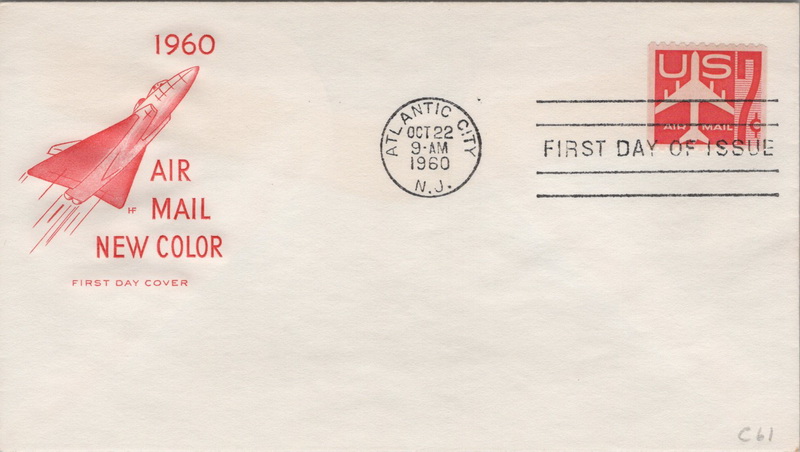 1960
AIR
HF MAIL
NEW COLOR
FIRST DAY COVER
ATLANTIC CITY
OCT 22
9-AM
1960
N.J.
US 7¢
AIR MAIL
FIRST DAY OF ISSUE
C61